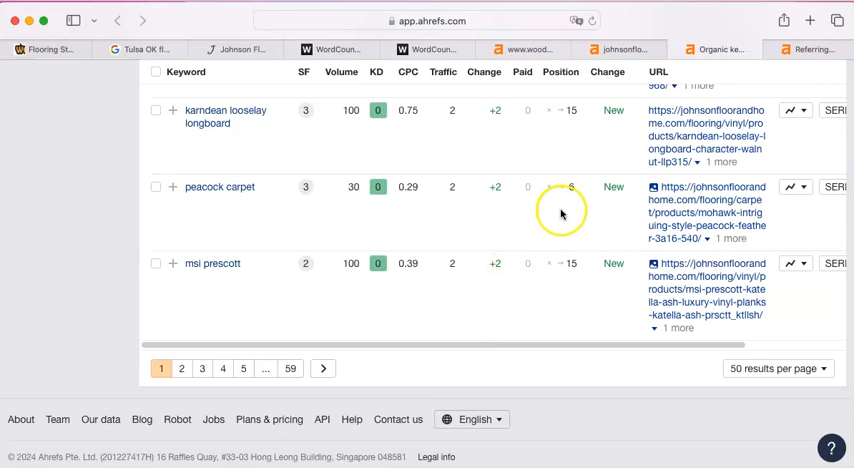 app.ahrefs.com
Flooring St...
Tulsa OK fl...
Johnson Fl...
WordCoun...
WordCoun...
www.wood...
johnsonflo...
Organic ke...
Referring...
Keyword SF Volume KD CPC Traffic Change Paid Position Change URL
968/ ▼ 1 more
karndean looselay longboard 3 100 0 0.75 2 +2 0 × → 15 New
https://johnsonfloorandho
me.com/flooring/vinyl/pro
ducts/karndean-looselay-l
ongboard-character-waln
ut-llp315/ ▼ 1 more
SERI
peacock carpet 3 30 0 0.29 2 +2 0 × → 6 New
https://johnsonfloorand
home.com/flooring/carpe
t/products/mohawk-intrig
uing-style-peacock-feathe
r-3a16-540/ ▼ 1 more
SERI
msi prescott 2 100 0 0.39 2 +2 0 × → 15 New
https://johnsonfloorand
home.com/flooring/vinyl/p
roducts/msi-prescott-kate
lla-ash-luxury-vinyl-planks
-katella-ash-prsctt_ktllsh/
▼ 1 more
SERI
1 2 3 4 5 ... 59 >
50 results per page ▼
About Team Our data Blog Robot Jobs Plans & pricing API Help Contact us English ▼
© 2024 Ahrefs Pte. Ltd. (201227417H) 16 Raffles Quay, #33-03 Hong Leong Building, Singapore 048581 Legal info
?